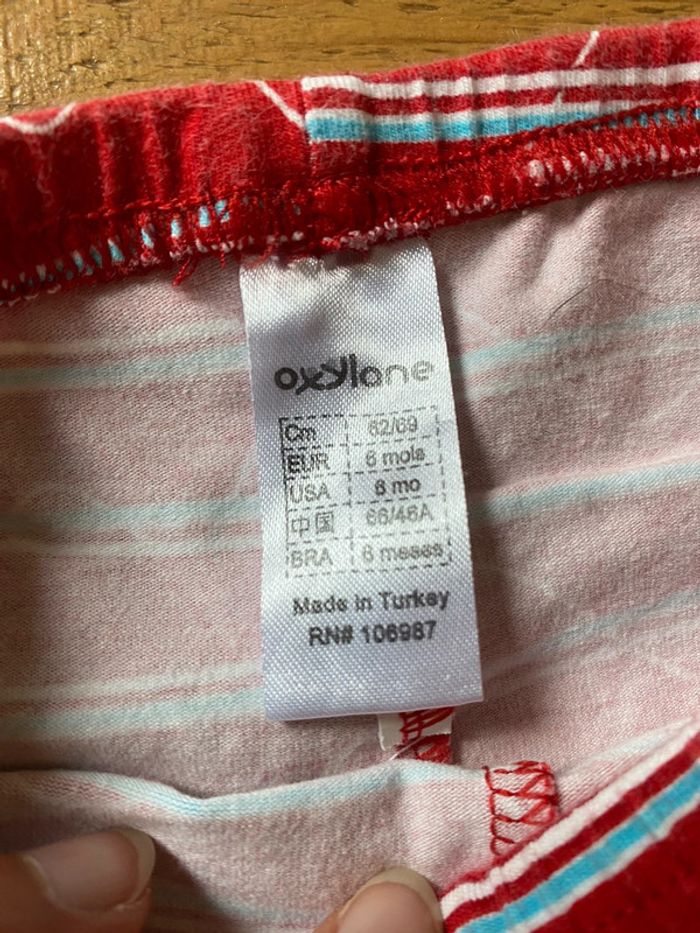 oxylane
Cm 62/69
EUR 6 mois
USA 6 mo
中国 66/46A
BRA 6 meses
Made in Turkey
RN# 106987